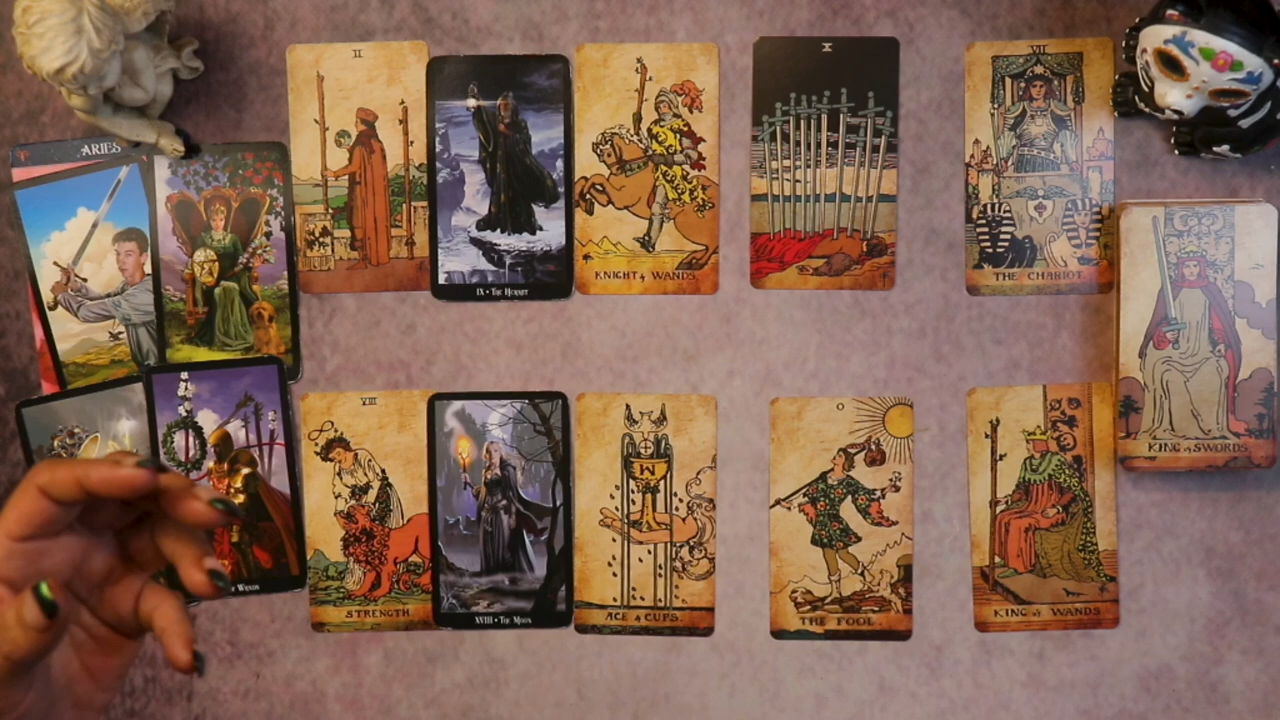 ARIES
II
IX • The Hermit
KNIGHT of WANDS.
X
VII
THE CHARIOT.
KING of SWORDS.
Wands
VIII
STRENGTH.
XVIII • The Moon
ACE of CUPS.
0
THE FOOL.
KING of WANDS